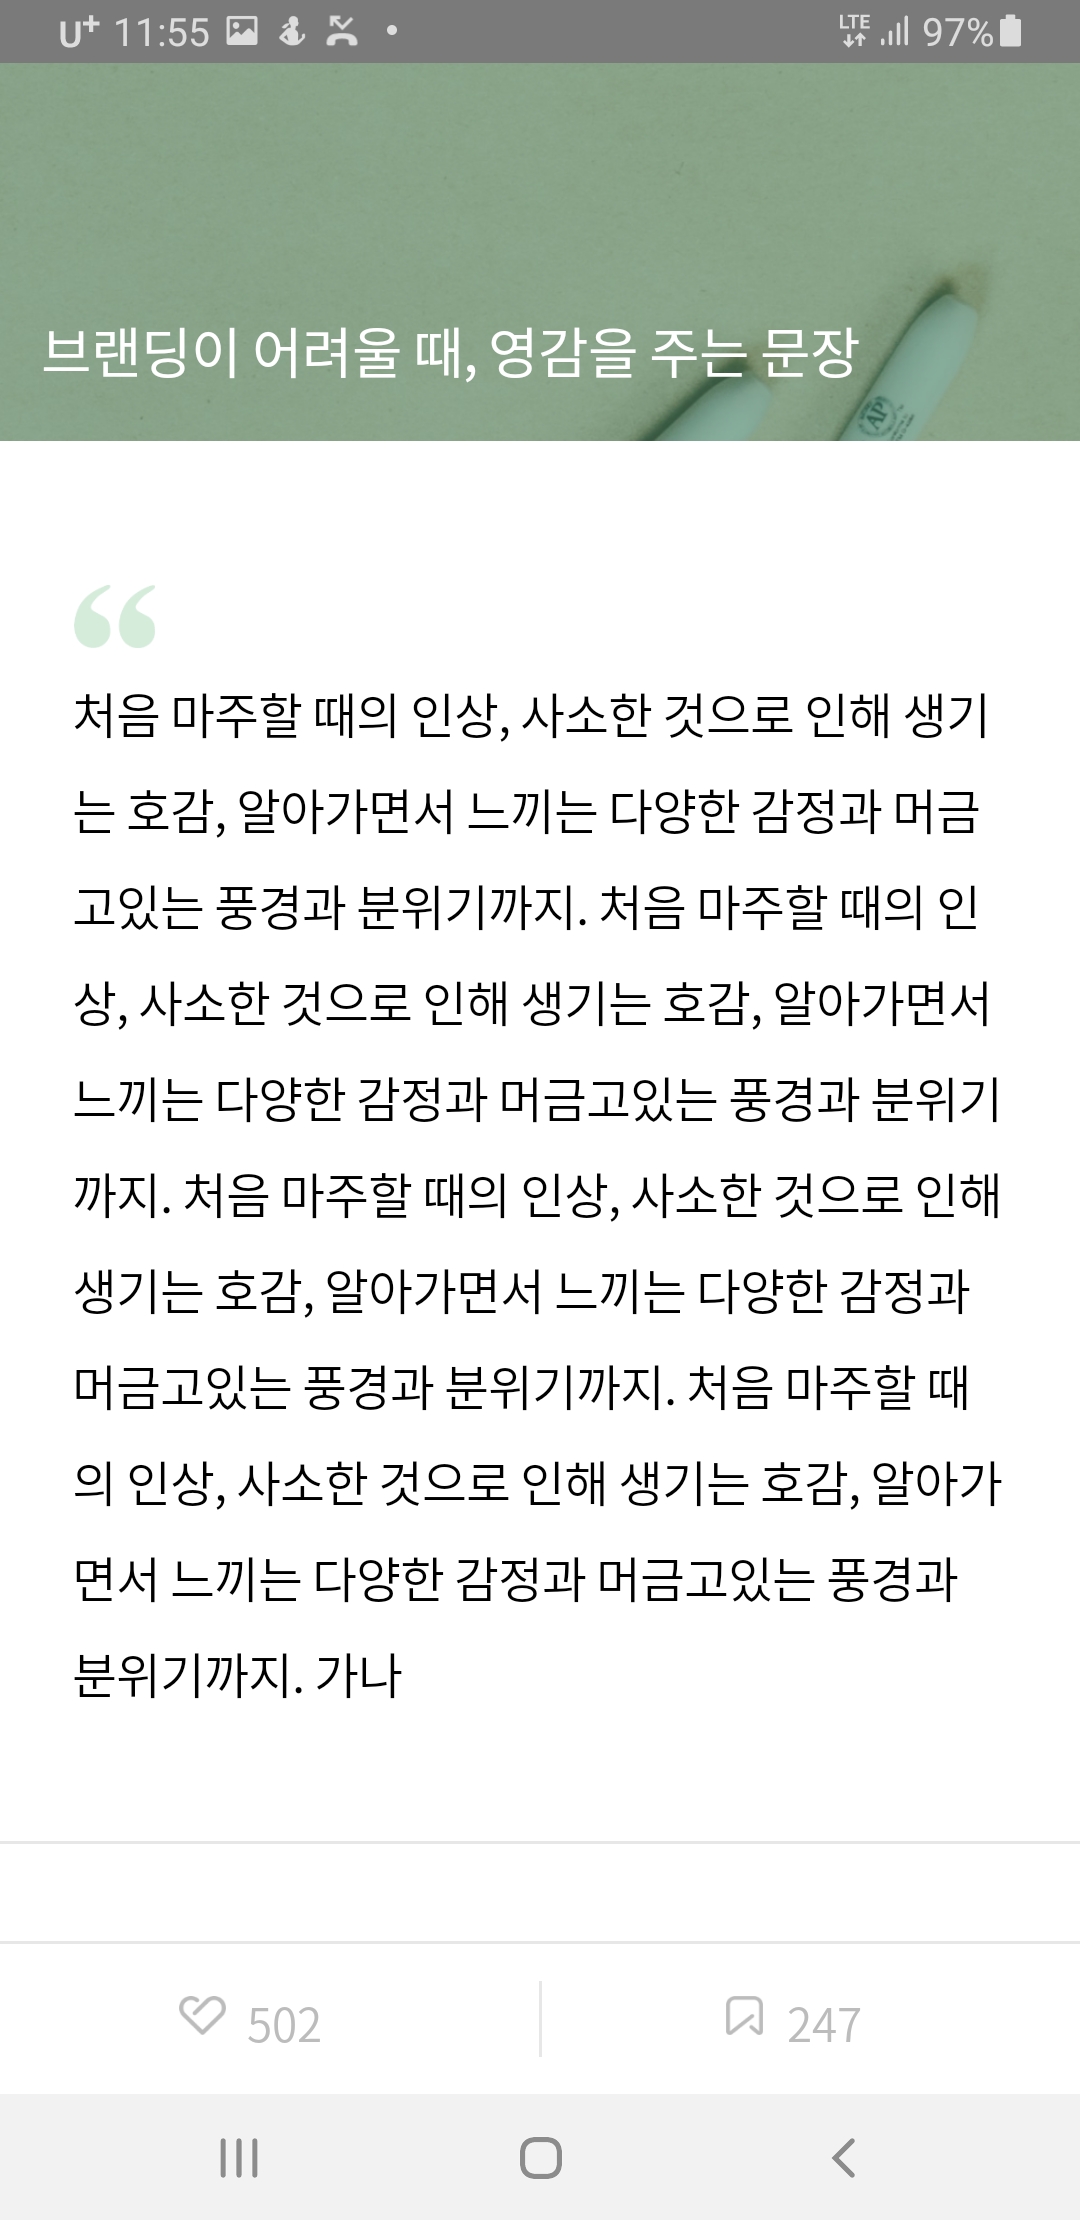 U+ 11:55 LTE 97%
브랜딩이 어려울 때, 영감을 주는 문장
AP
“
처음 마주할 때의 인상, 사소한 것으로 인해 생기
는 호감, 알아가면서 느끼는 다양한 감정과 머금
고있는 풍경과 분위기까지. 처음 마주할 때의 인
상, 사소한 것으로 인해 생기는 호감, 알아가면서
느끼는 다양한 감정과 머금고있는 풍경과 분위기
까지. 처음 마주할 때의 인상, 사소한 것으로 인해
생기는 호감, 알아가면서 느끼는 다양한 감정과
머금고있는 풍경과 분위기까지. 처음 마주할 때
의 인상, 사소한 것으로 인해 생기는 호감, 알아가
면서 느끼는 다양한 감정과 머금고있는 풍경과
분위기까지. 가나
502 247